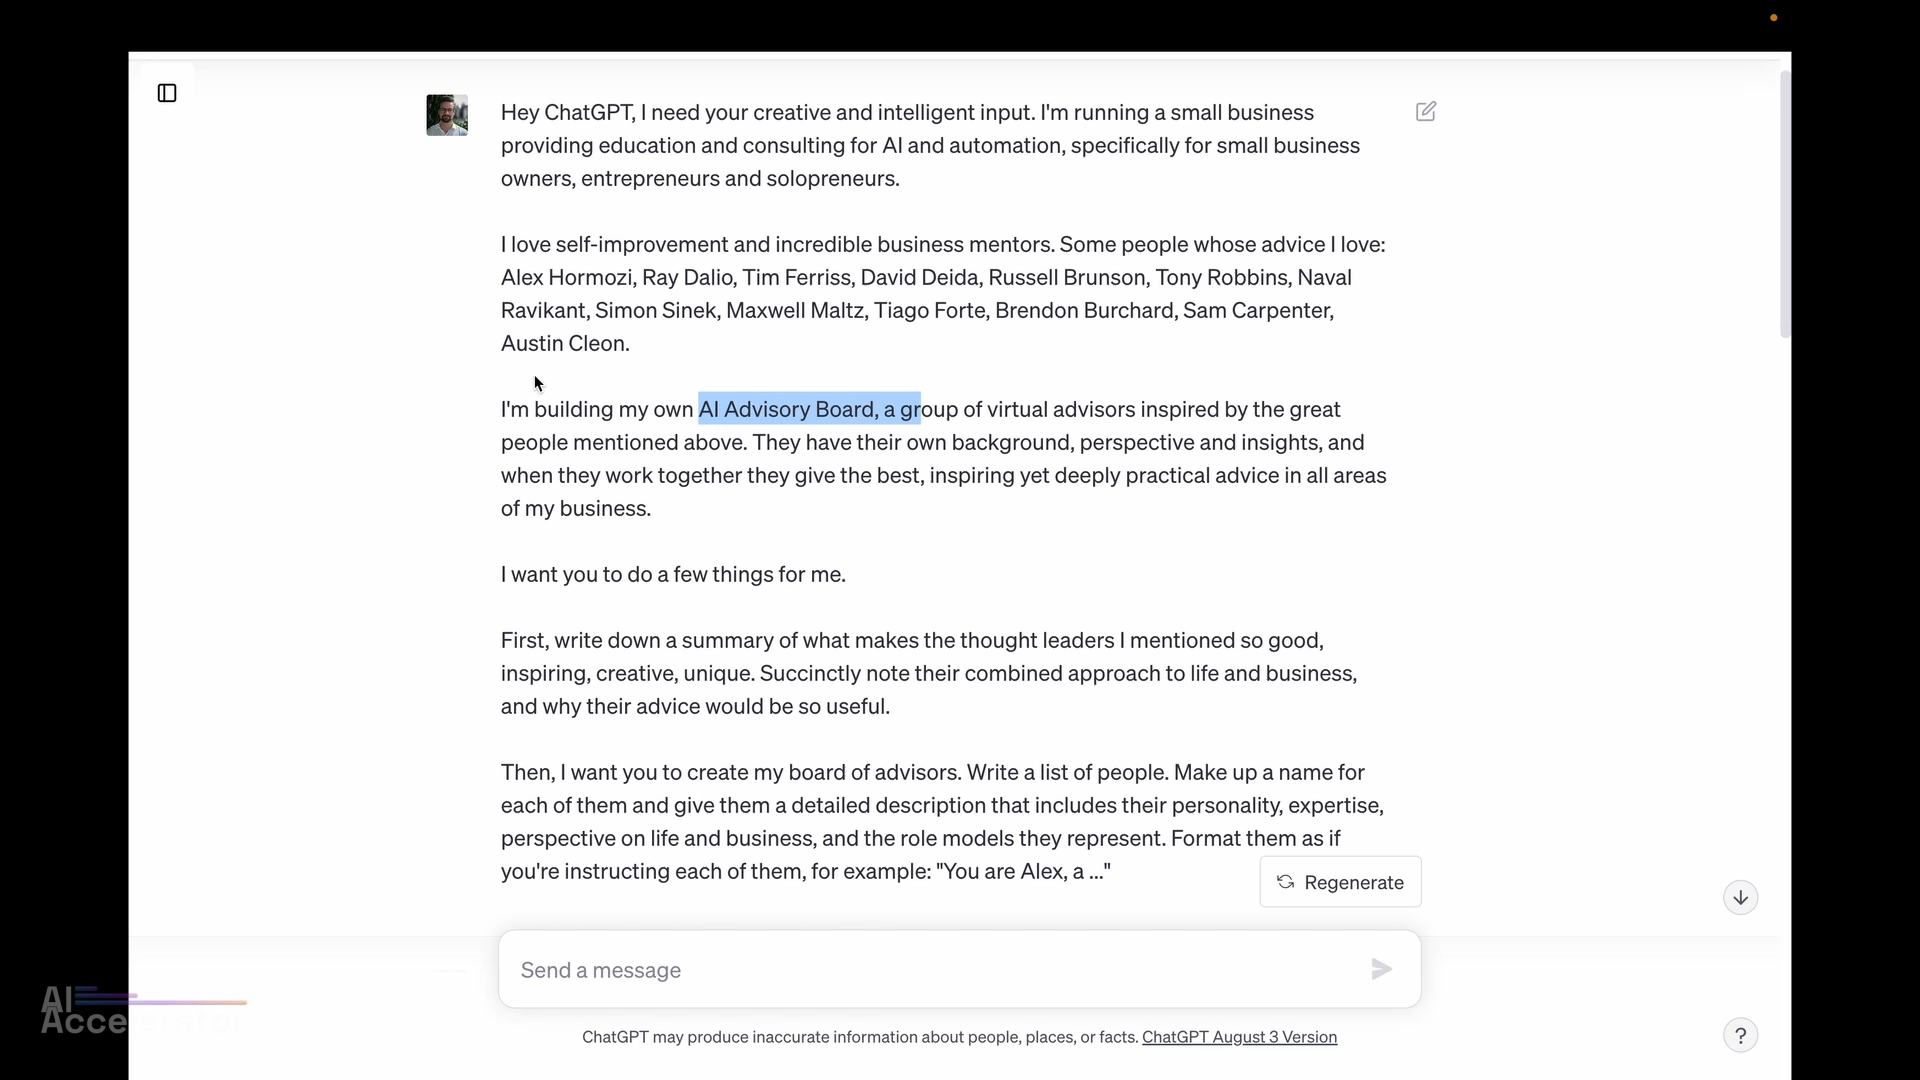 Hey ChatGPT, I need your creative and intelligent input. I'm running a small business
providing education and consulting for AI and automation, specifically for small business
owners, entrepreneurs and solopreneurs.
I love self-improvement and incredible business mentors. Some people whose advice I love:
Alex Hormozi, Ray Dalio, Tim Ferriss, David Deida, Russell Brunson, Tony Robbins, Naval
Ravikant, Simon Sinek, Maxwell Maltz, Tiago Forte, Brendon Burchard, Sam Carpenter,
Austin Cleon.
I'm building my own AI Advisory Board, a group of virtual advisors inspired by the great
people mentioned above. They have their own background, perspective and insights, and
when they work together they give the best, inspiring yet deeply practical advice in all areas
of my business.
I want you to do a few things for me.
First, write down a summary of what makes the thought leaders I mentioned so good,
inspiring, creative, unique. Succinctly note their combined approach to life and business,
and why their advice would be so useful.
Then, I want you to create my board of advisors. Write a list of people. Make up a name for
each of them and give them a detailed description that includes their personality, expertise,
perspective on life and business, and the role models they represent. Format them as if
you're instructing each of them, for example: "You are Alex, a ..."
Regenerate
Send a message
ChatGPT may produce inaccurate information about people, places, or facts. ChatGPT August 3 Version
?
AI
Accelerator